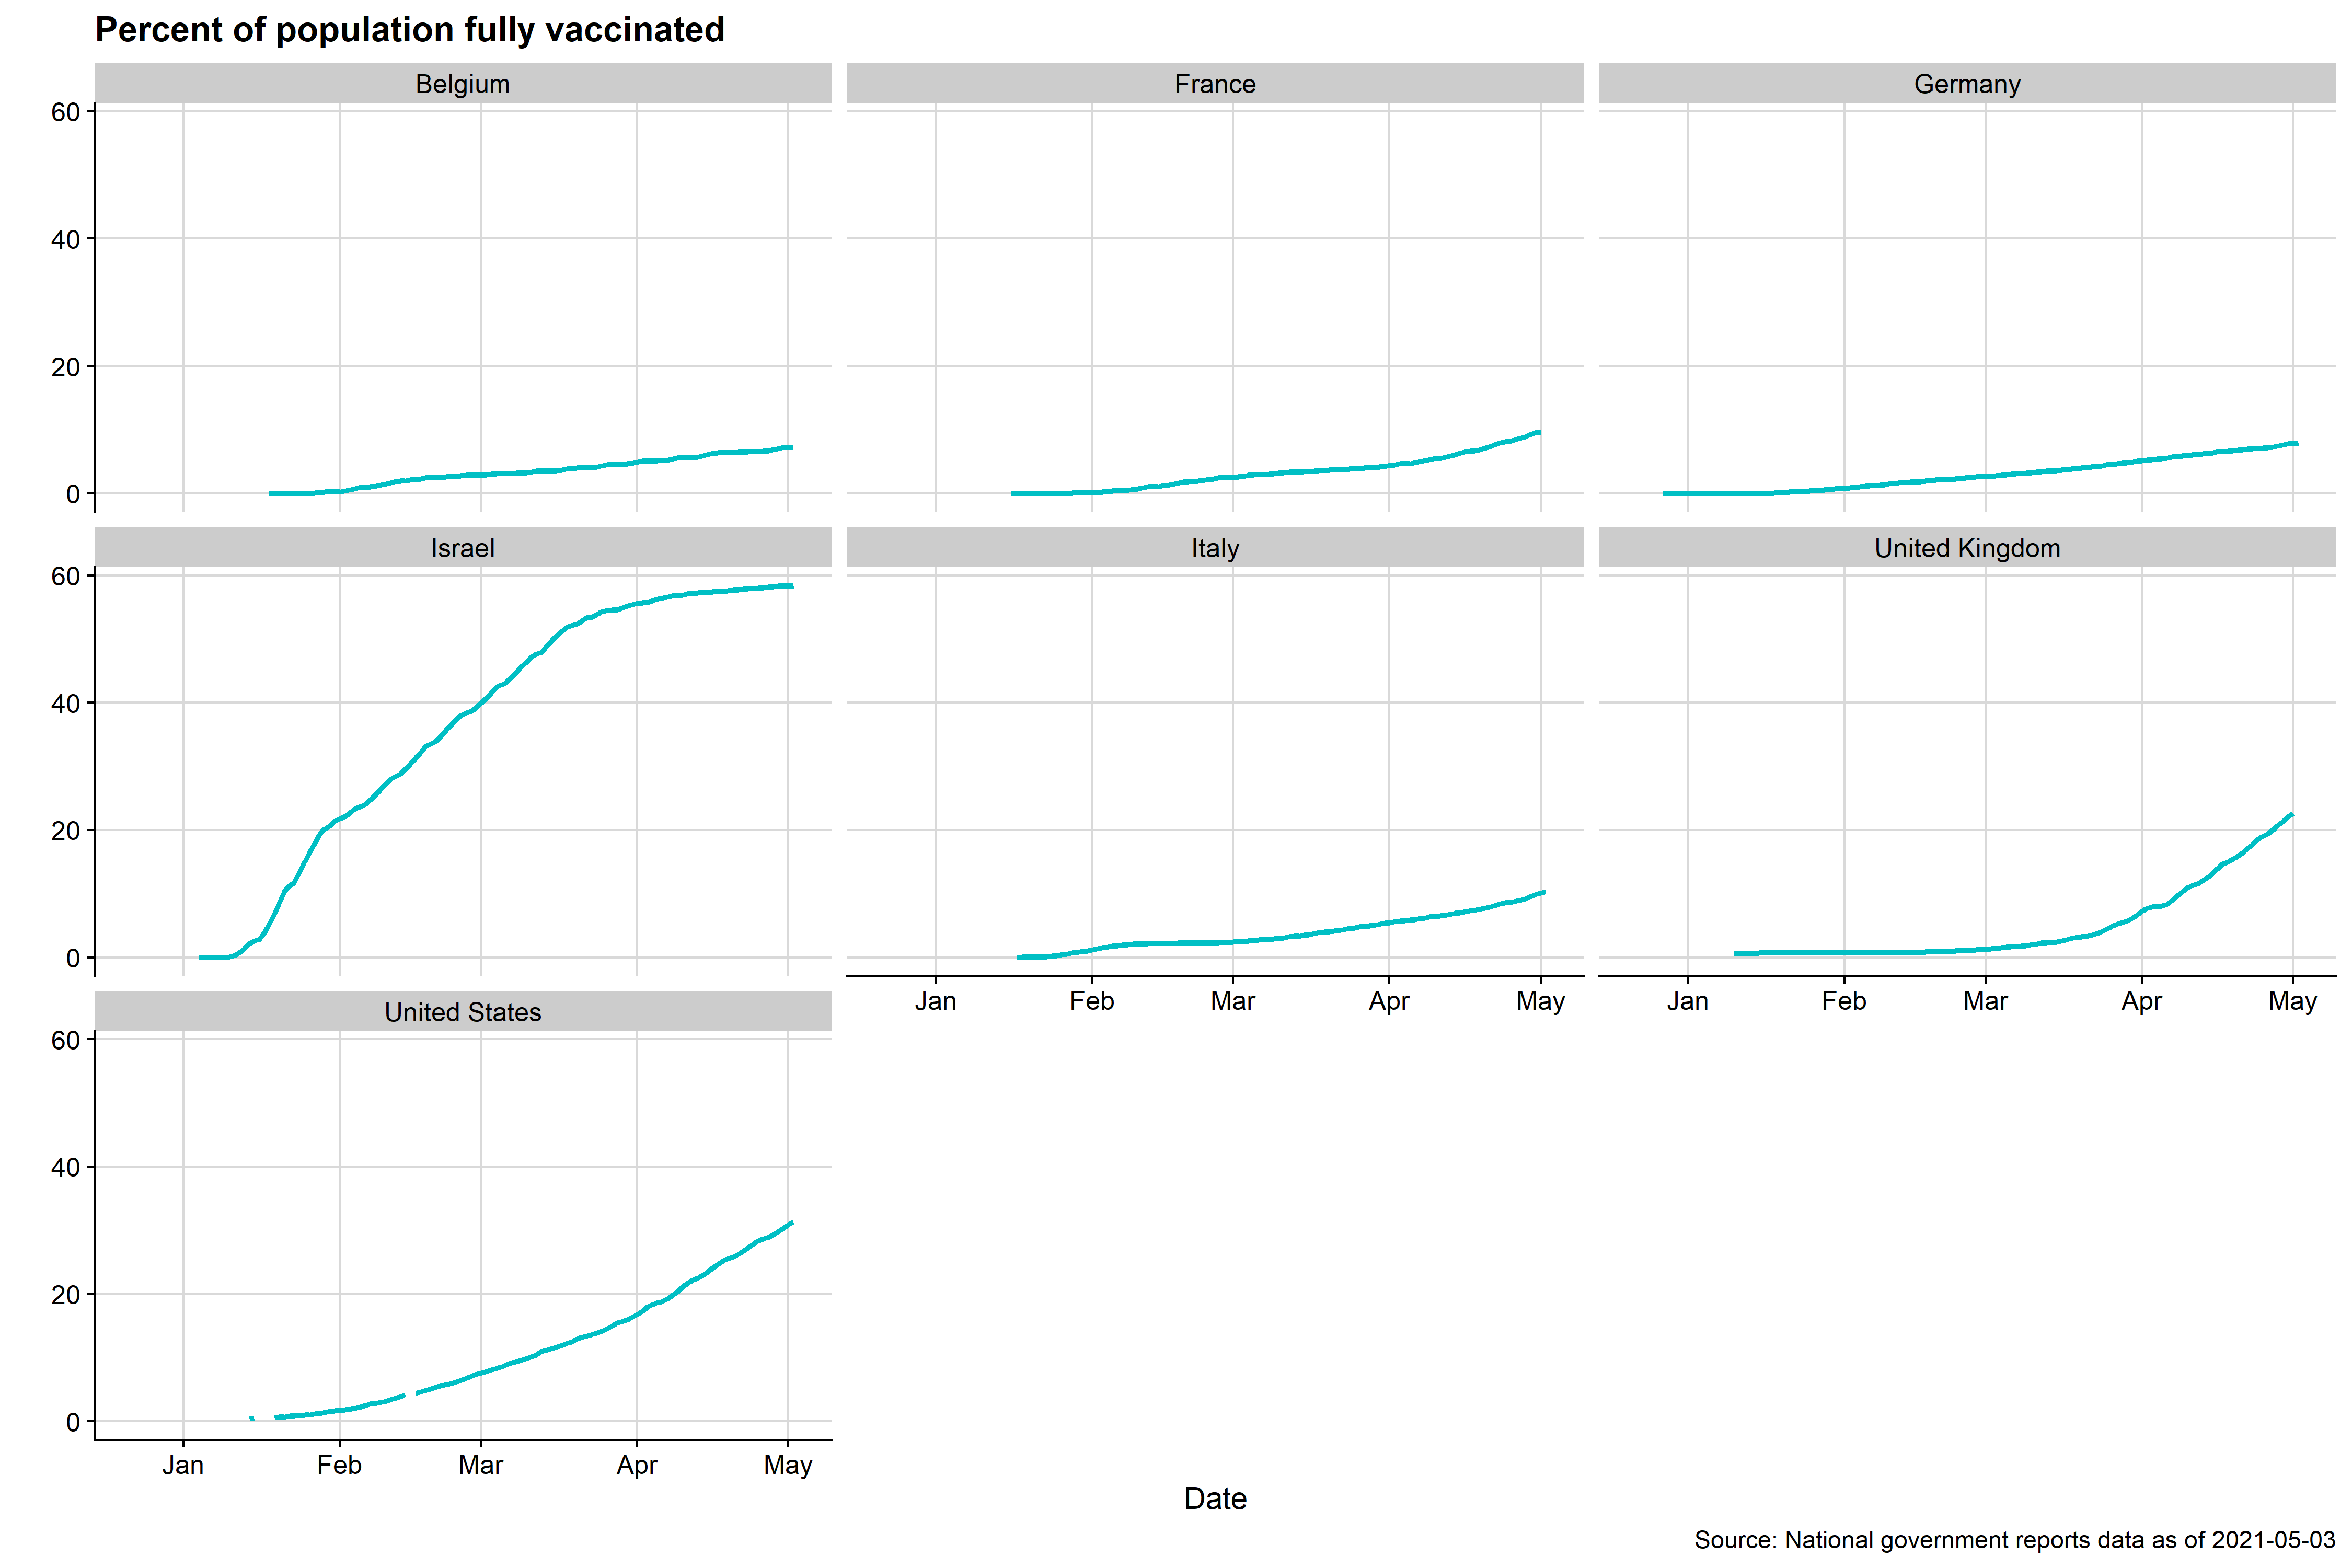 Percent of population fully vaccinated
Belgium France Germany
60
40
20
0
Israel Italy United Kingdom
60
40
20
0
Jan Feb Mar Apr May Jan Feb Mar Apr May
United States
60
40
20
0
Jan Feb Mar Apr May
Date
Source: National government reports data as of 2021-05-03